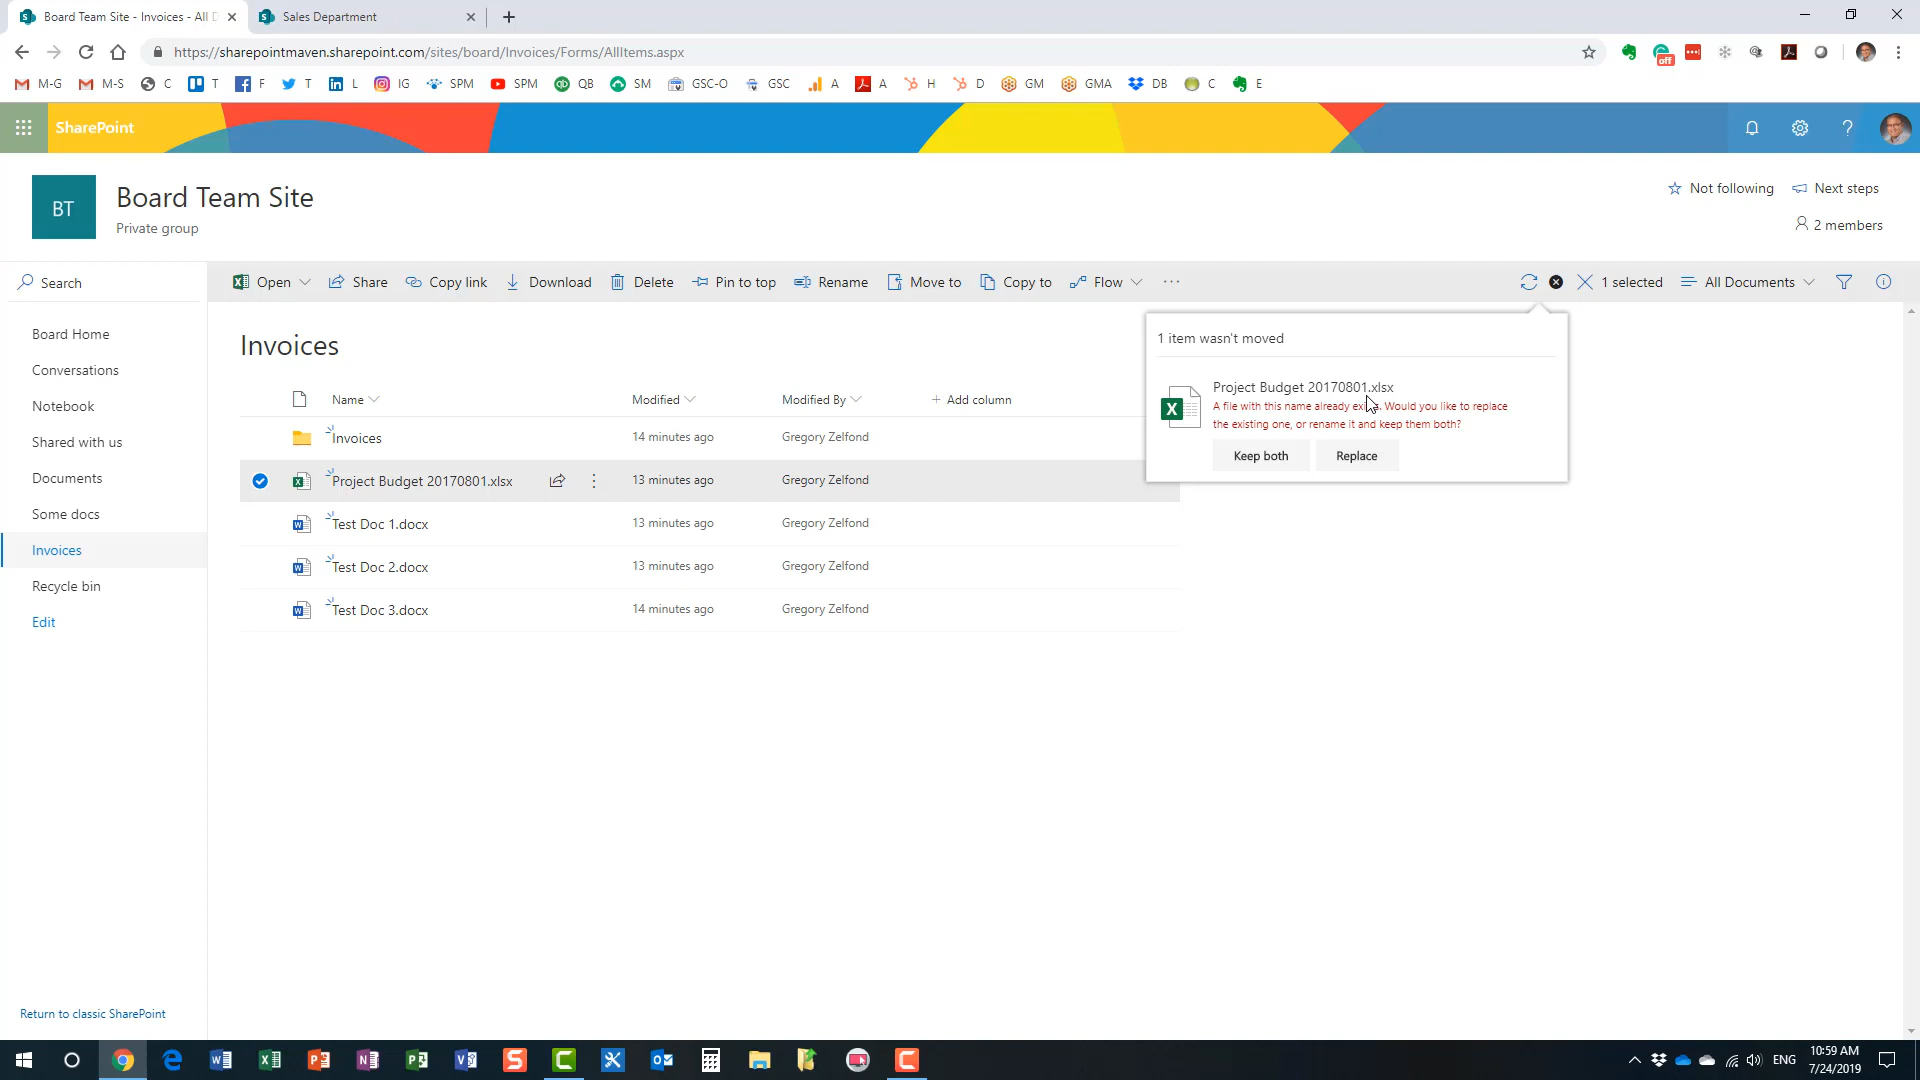 Board Team Site - Invoices - All D
Sales Department
https://sharepointmaven.sharepoint.com/sites/board/Invoices/Forms/AllItems.aspx
off
M-G
M-S
C
T
F
T
L
IG
SPM
SPM
QB
SM
GSC-O
GSC
A
A
H
D
GM
GMA
DB
C
E
SharePoint
BT
Board Team Site
Private group
Not following
Next steps
2 members
Search
Open
Share
Copy link
Download
Delete
Pin to top
Rename
Move to
Copy to
Flow
1 selected
All Documents
Board Home
Conversations
Notebook
Shared with us
Documents
Some docs
Invoices
Recycle bin
Edit
Return to classic SharePoint
Invoices
Name
Modified
Modified By
+ Add column
Invoices
14 minutes ago
Gregory Zelfond
Project Budget 20170801.xlsx
13 minutes ago
Gregory Zelfond
Test Doc 1.docx
13 minutes ago
Gregory Zelfond
Test Doc 2.docx
13 minutes ago
Gregory Zelfond
Test Doc 3.docx
14 minutes ago
Gregory Zelfond
1 item wasn't moved
Project Budget 20170801.xlsx
A file with this name already Would you like to replace
the existing one, or rename it and keep them both?
Keep both
Replace
ENG
10:59 AM
7/24/2019